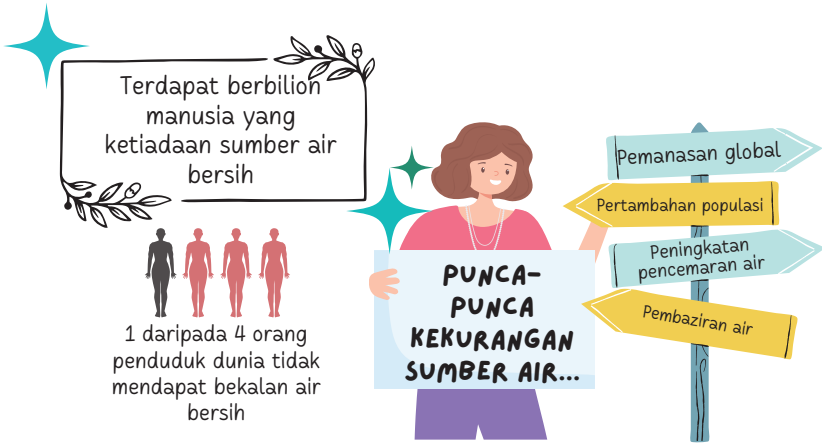 Terdapat berbilion
manusia yang
ketiadaan sumber air
bersih
1 daripada 4 orang
penduduk dunia tidak
mendapat bekalan air
bersih
PUNCA-
PUNCA
KEKURANGAN
SUMBER AIR...
Pemanasan global
Pertambahan populasi
Peningkatan
pencemaran air
Pembaziran air